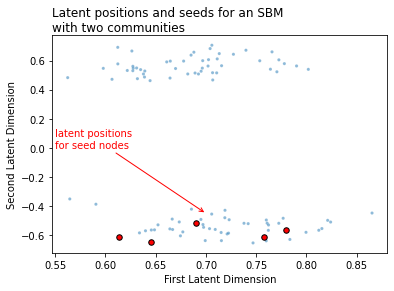 Latent positions and seeds for an SBM
with two communities
Second Latent Dimension
0.6
0.4
0.2
0.0
−0.2
−0.4
−0.6
latent positions
for seed nodes
0.55
0.60
0.65
0.70
0.75
0.80
0.85
First Latent Dimension